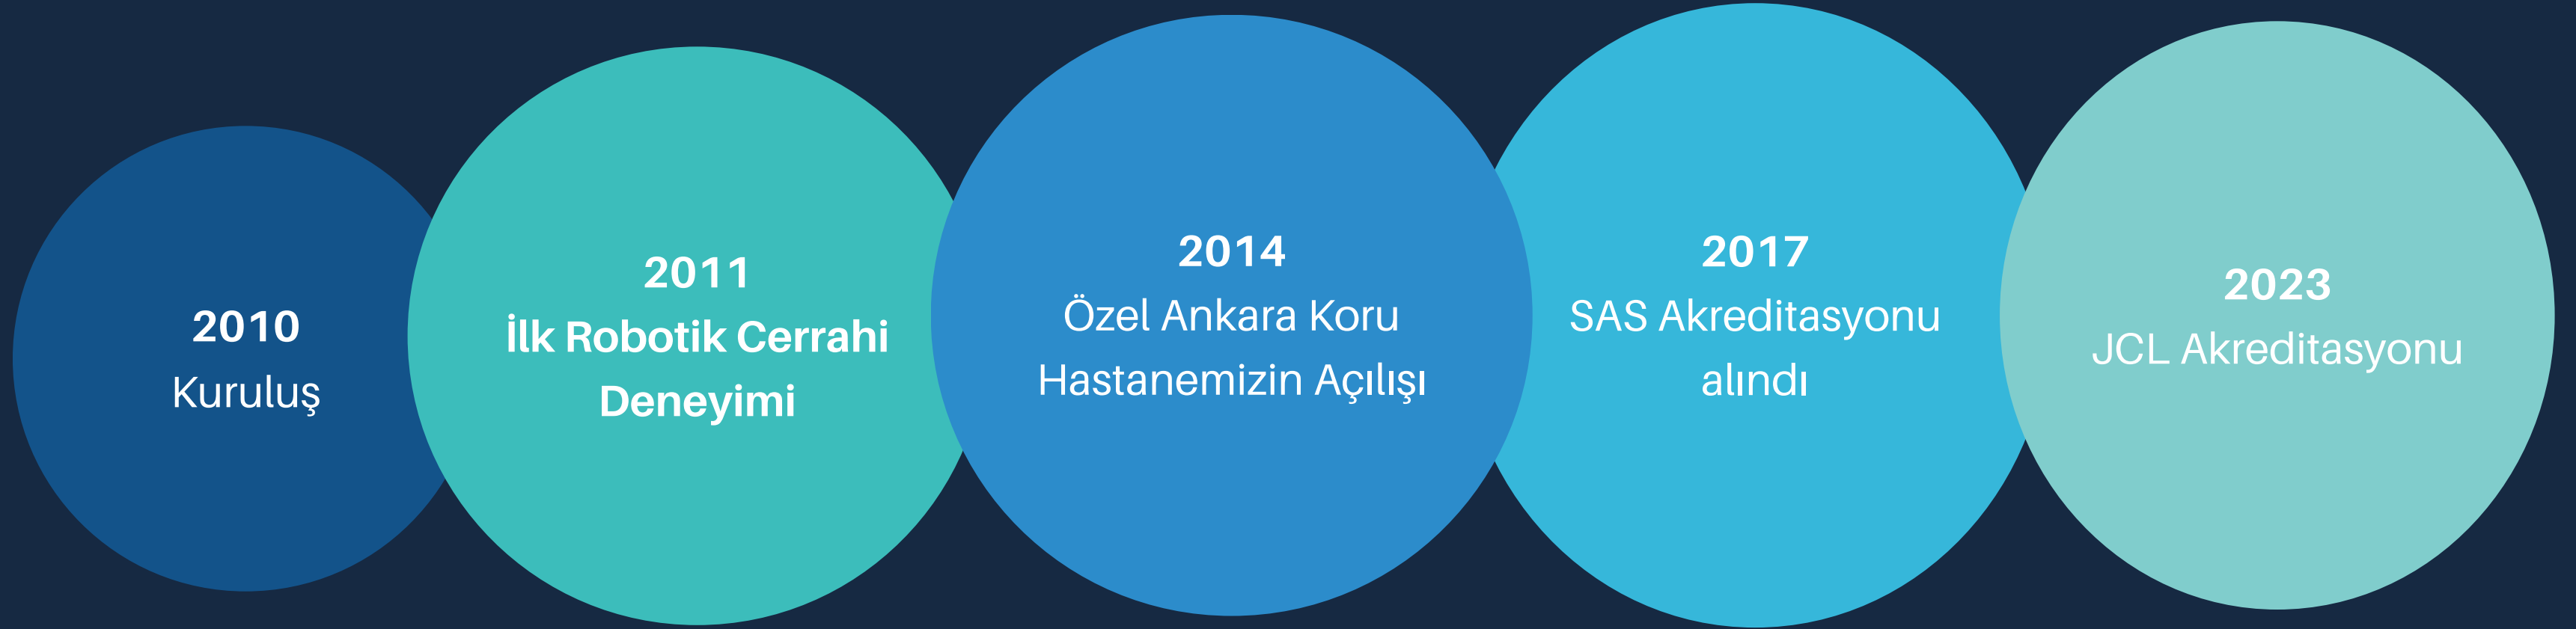 2010
Kuruluş
2011
İlk Robotik Cerrahi
Deneyimi
2014
Özel Ankara Koru
Hastanemizin Açılışı
2017
SAS Akreditasyonu
alındı
2023
JCL Akreditasyonu